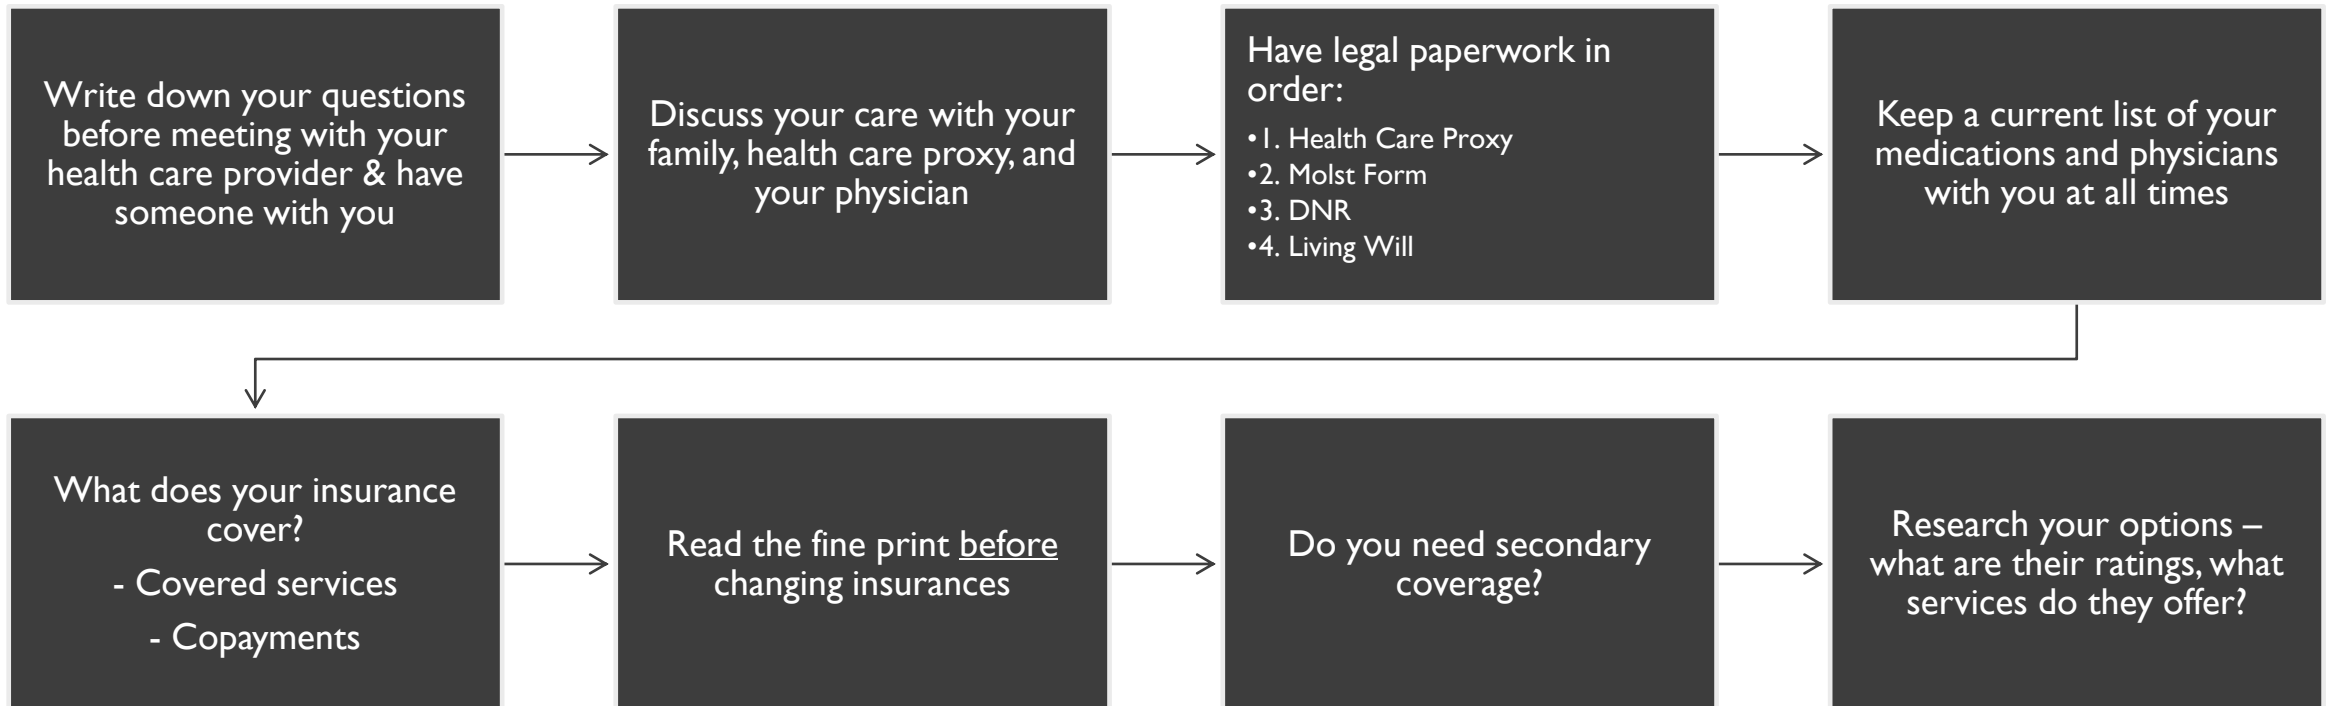 Write down your questions
before meeting with your
health care provider & have
someone with you
Discuss your care with your
family, health care proxy, and
your physician
Have legal paperwork in
order:
•1. Health Care Proxy
•2. Molst Form
•3. DNR
•4. Living Will
Keep a current list of your
medications and physicians
with you at all times
What does your insurance
cover?
- Covered services
- Copayments
Read the fine print before
changing insurances
Do you need secondary
coverage?
Research your options –
what are their ratings, what
services do they offer?